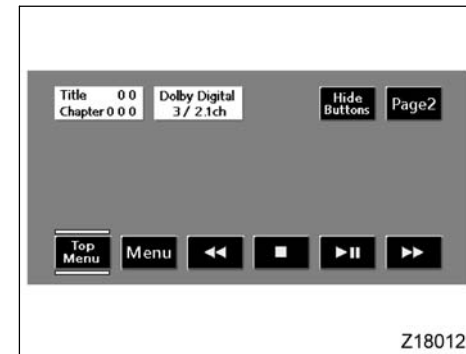 Title 0 0
Chapter 0 0 0
Dolby Digital
3 / 2.1ch
Hide
Buttons
Page2
Top
Menu
Menu
Z18012